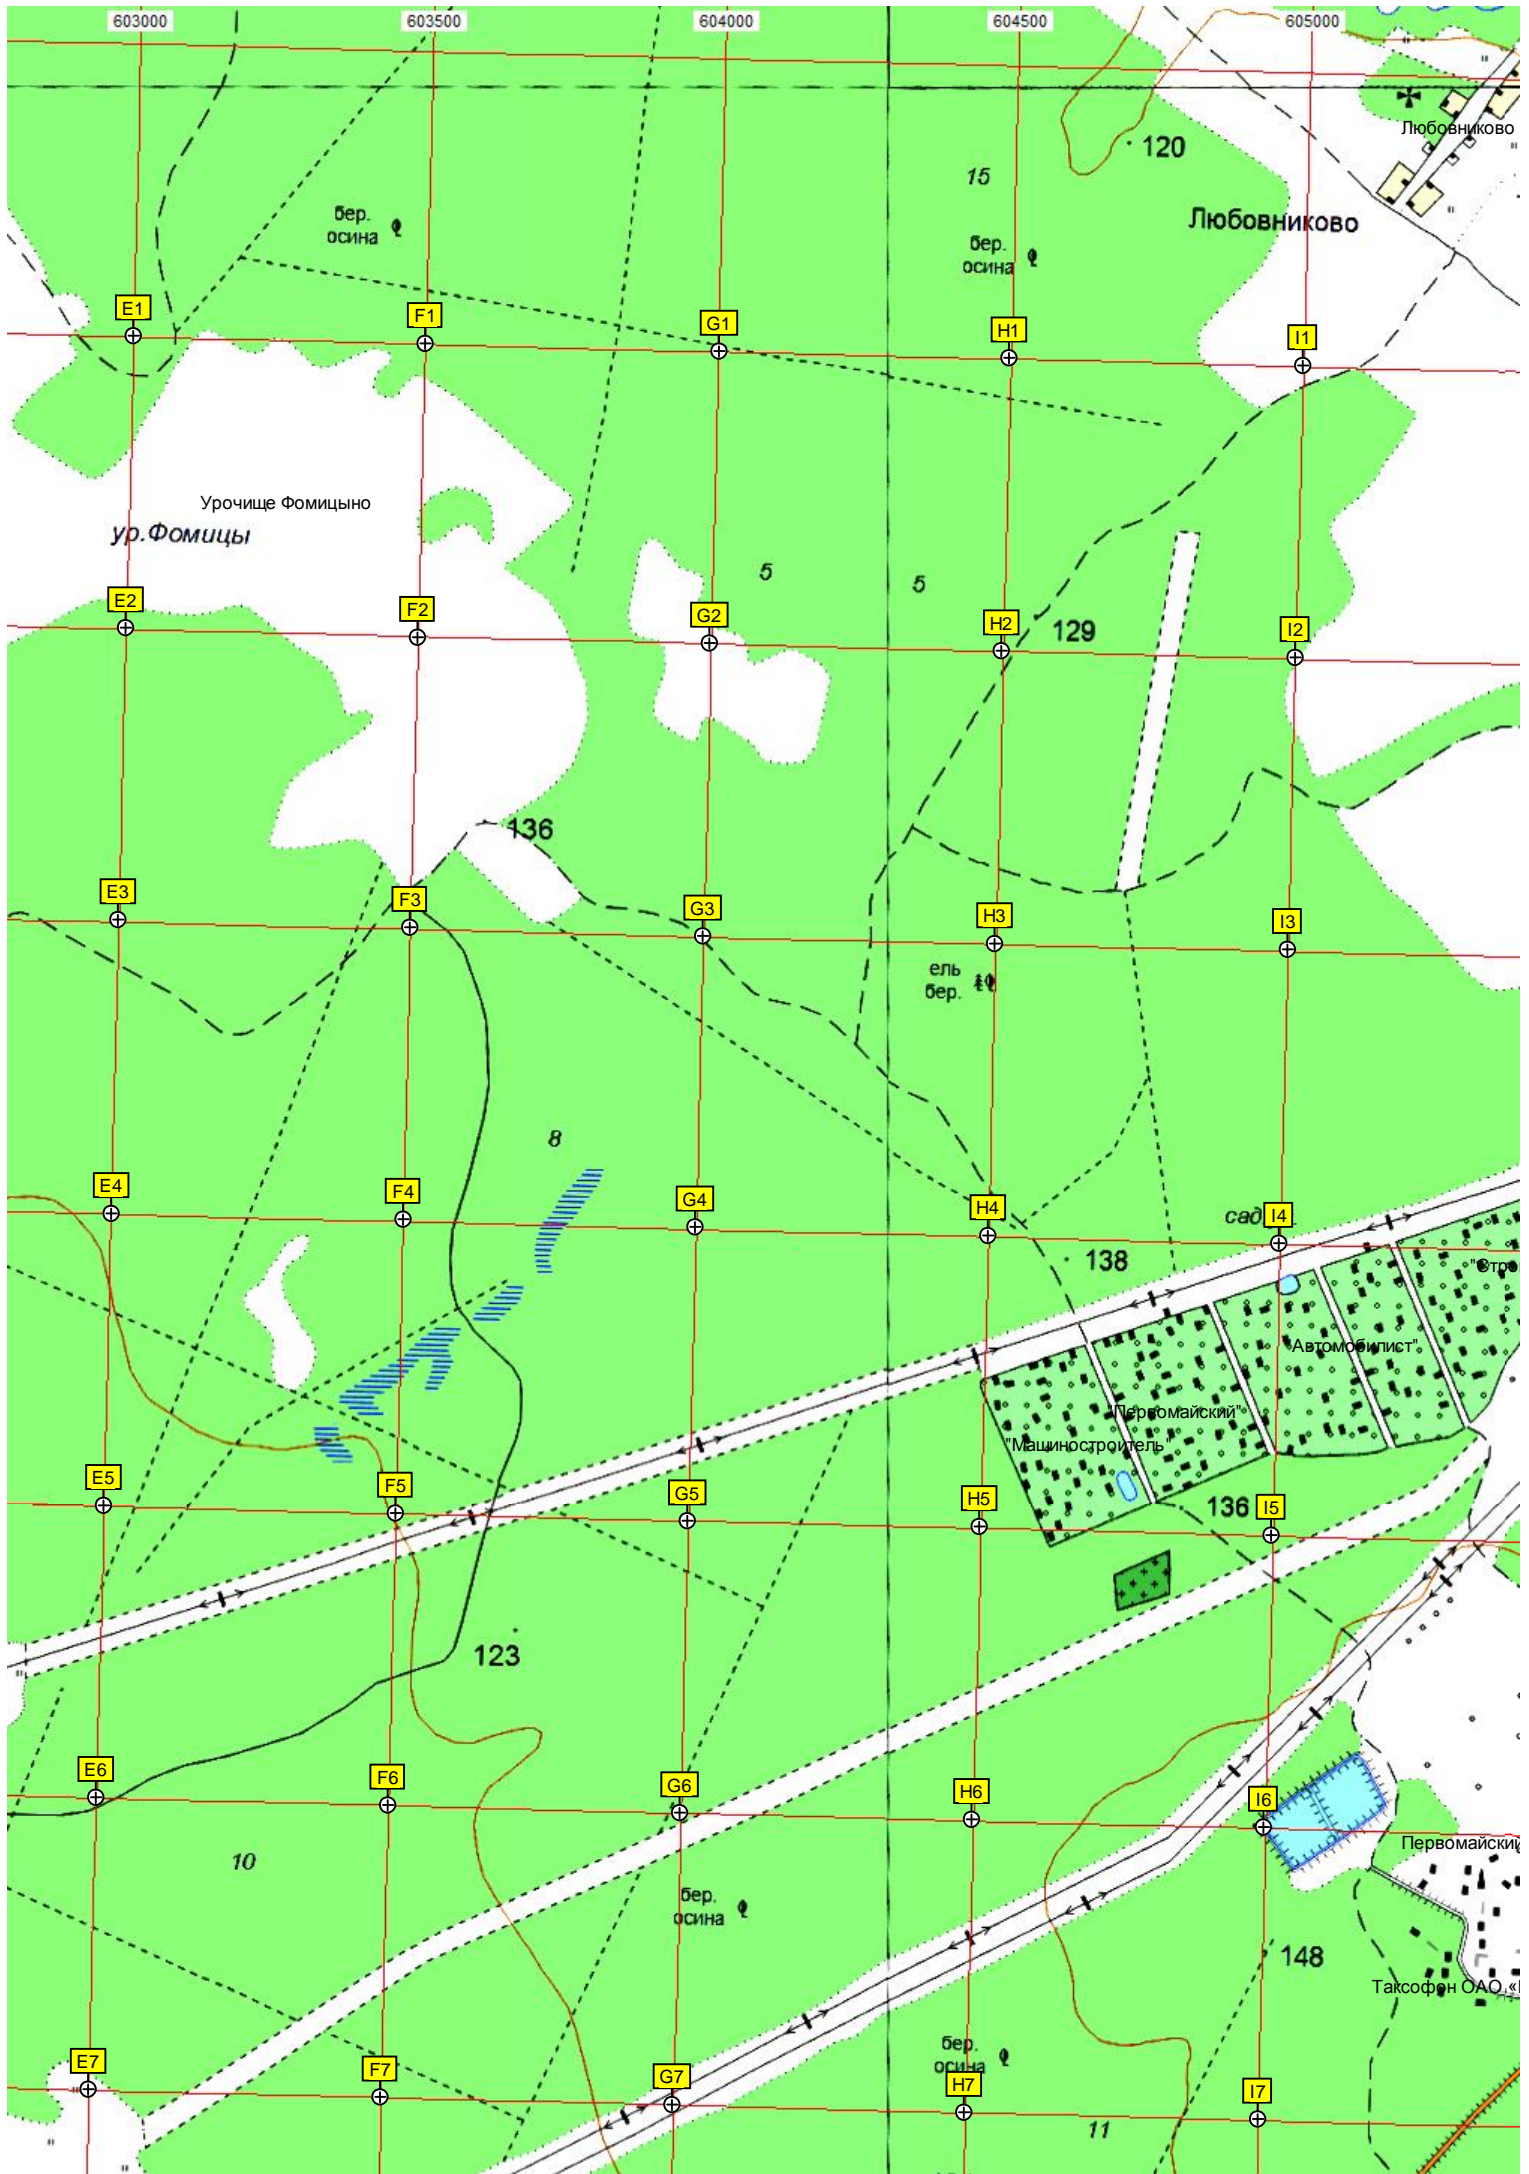 603000 603500 604000 604500 605000
Любовниково
120
15
бер.
осина
Любовниково
бер.
осина
E1 F1 G1 H1 I1
Урочище Фомицыно
ур.Фомицы
5
5
E2 F2 G2 H2 I2
129
136
E3 F3 G3 H3 I3
ель
бер.
8
E4 F4 G4 H4 I4
138
"Автомобилист"
"Первомайский"
"Машиностроитель"
E5 F5 G5 H5 I5
136
123
E6 F6 G6 H6 I6
Первомайский
10
бер.
осина
148
Таксофон ОАО
бер.
осина
E7 F7 G7 H7 I7
11